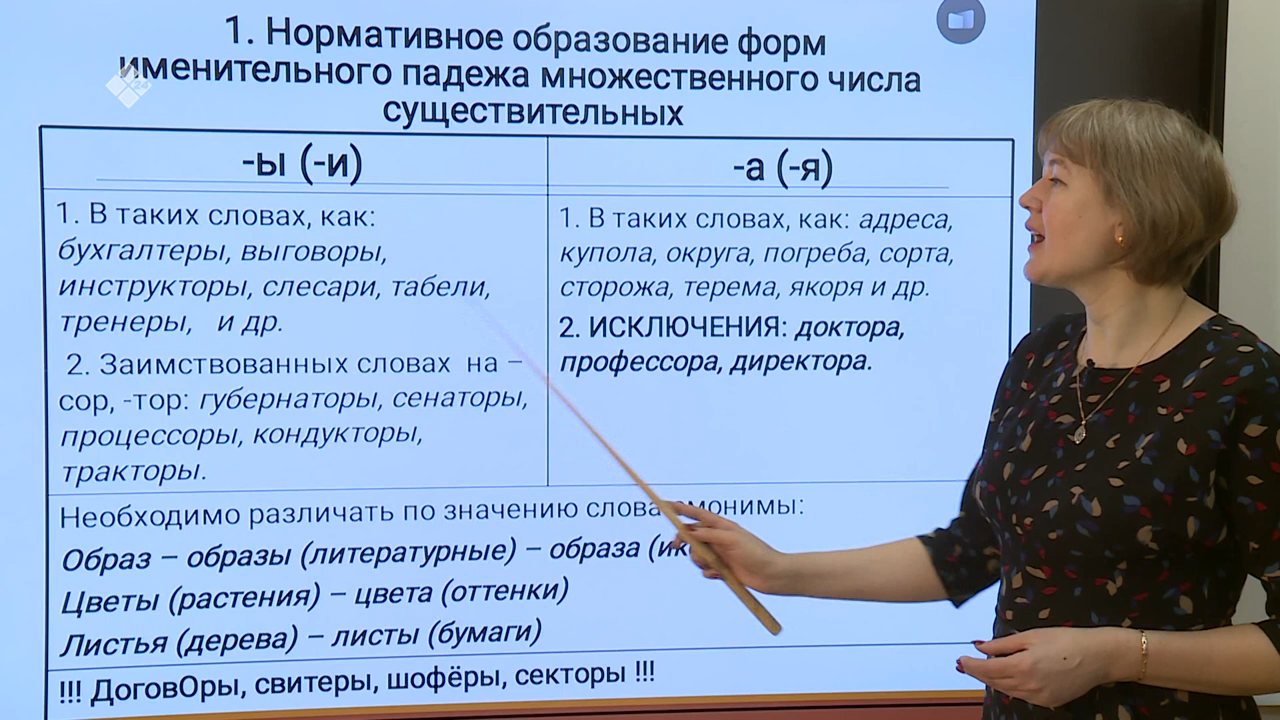 1. Нормативное образование форм
именительного падежа множественного числа
существительных
-ы (-и)
1. В таких словах, как:
бухгалтеры, выговоры,
инструкторы, слесари, табели,
тренеры, и др.
2. Заимствованных словах на –
сор, -тор: губернаторы, сенаторы,
процессоры, кондукторы,
тракторы.
-а (-я)
1. В таких словах, как: адреса,
купола, округа, погреба, сорта,
сторожа, терема, якоря и др.
2. ИСКЛЮЧЕНИЯ: доктора,
профессора, директора.
Необходимо различать по значению слова
Образ – образы (литературные) – образа
Цветы (растения) – цвета (оттенки)
Листья (дерева) – листы (бумаги)
!!! ДоговОры, свитеры, шофёры, секторы !!!
24